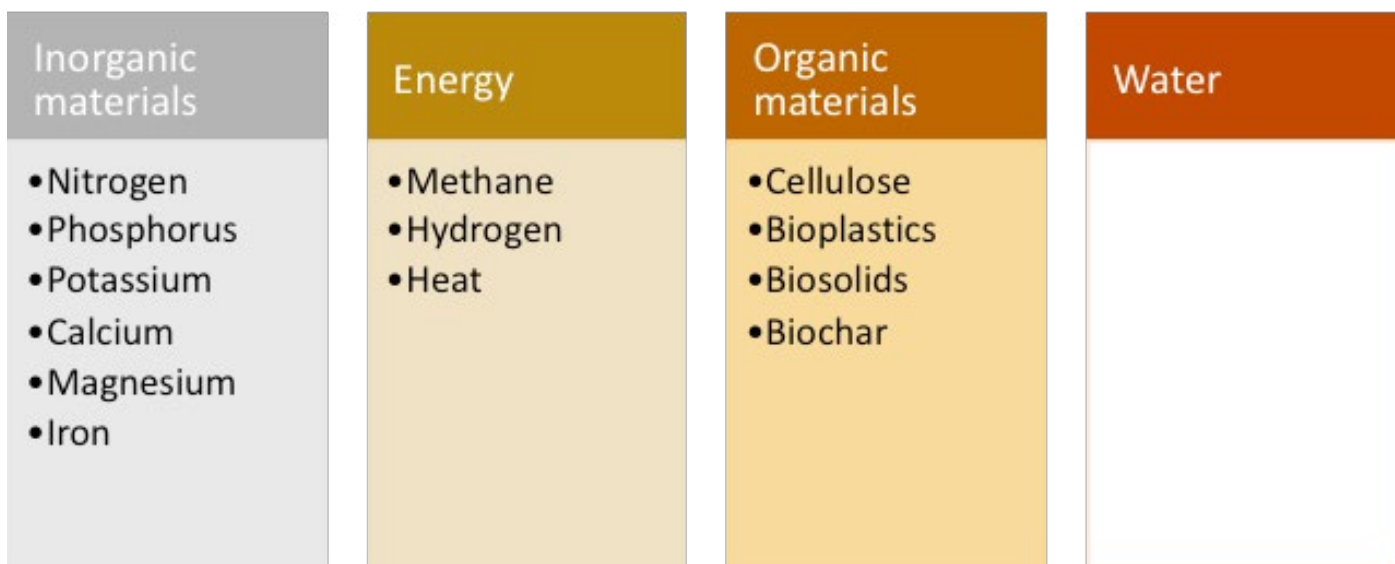 Inorganic
materials
•Nitrogen
•Phosphorus
•Potassium
•Calcium
•Magnesium
•Iron
Energy
•Methane
•Hydrogen
•Heat
Organic
materials
•Cellulose
•Bioplastics
•Biosolids
•Biochar
Water